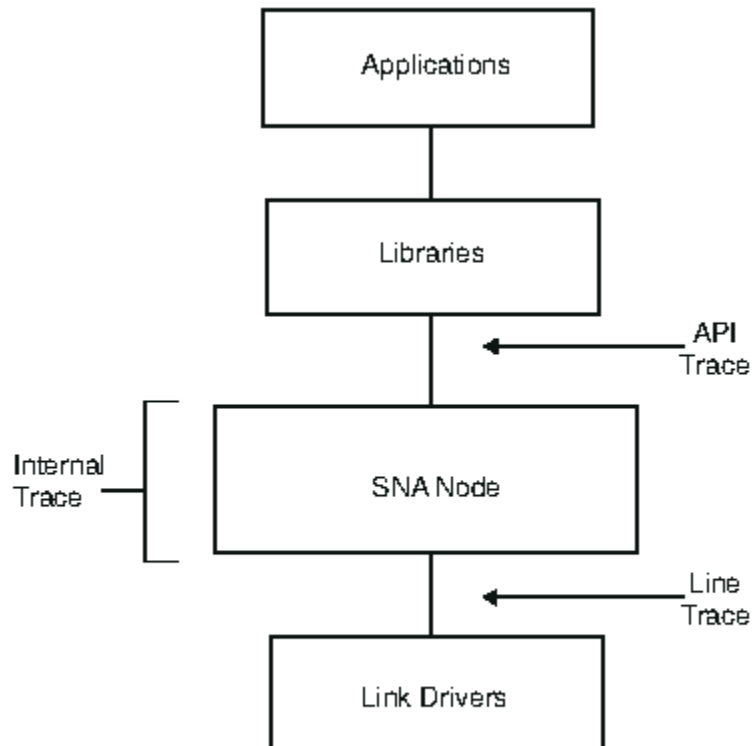 Applications
Libraries
API
Trace
Internal
Trace
SNA Node
Line
Trace
Link Drivers